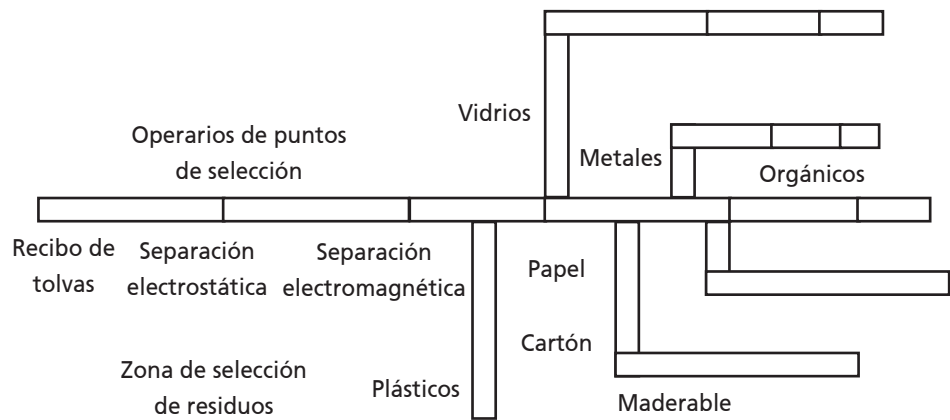 Vidrios
Operarios de puntos
de selección
Metales
Orgánicos
Recibo de
tolvas
Separación
electrostática
Separación
electromagnética
Papel
Cartón
Zona de selección
de residuos
Plásticos
Maderable